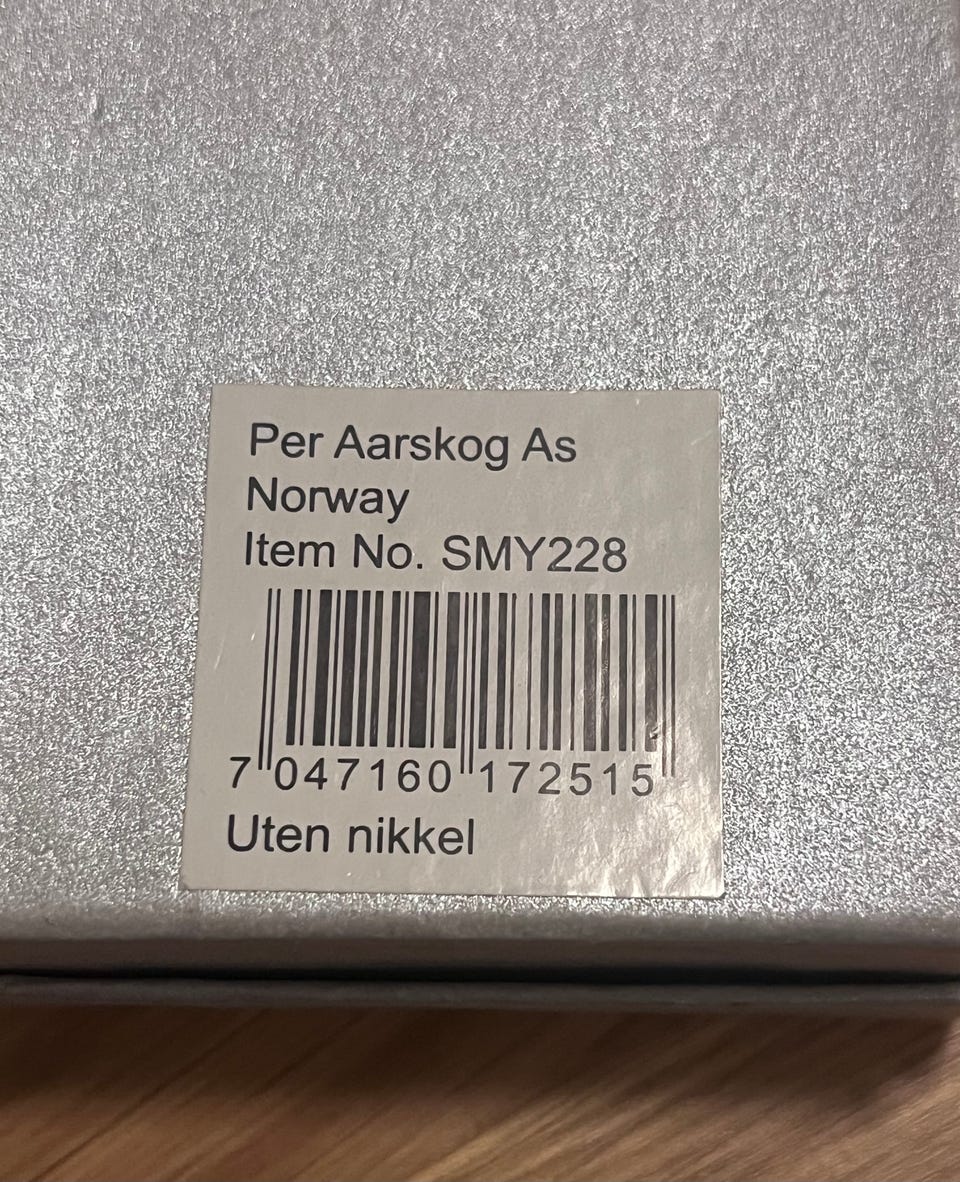 Per Aarskog As
Norway
Item No. SMY228
7 047160 172515
Uten nikkel